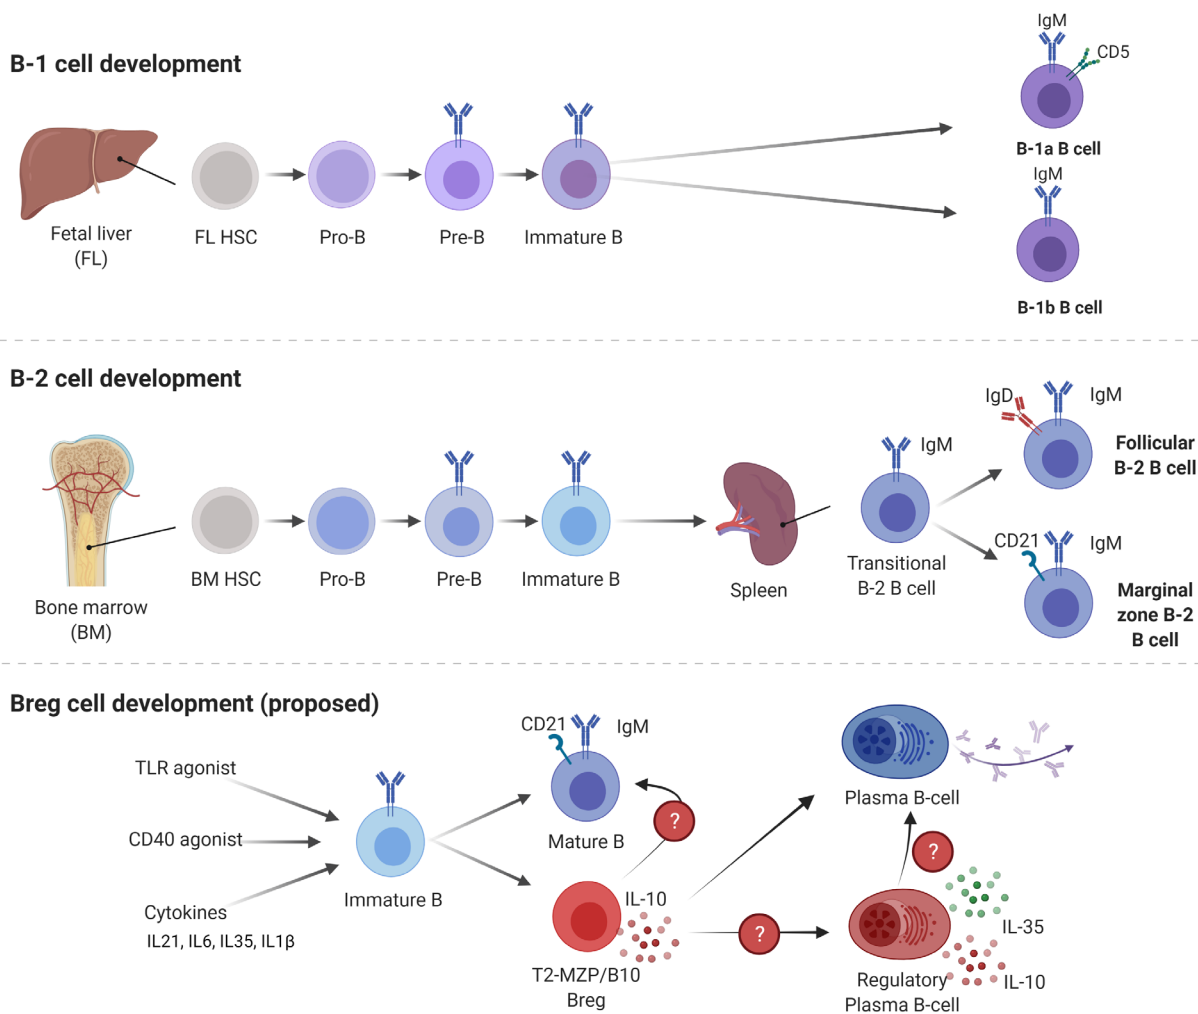 B-1 cell development
IgM
CD5
B-1a B cell
IgM
Fetal liver
(FL)
FL HSC
Pro-B
Pre-B
Immature B
B-1b B cell
B-2 cell development
IgD
IgM
Follicular
B-2 B cell
IgM
CD21
IgM
Bone marrow
(BM)
BM HSC
Pro-B
Pre-B
Immature B
Spleen
Transitional
B-2 B cell
Marginal
zone B-2
B cell
Breg cell development (proposed)
CD21
IgM
TLR agonist
CD40 agonist
Cytokines
IL21, IL6, IL35, IL1β
Immature B
Mature B
?
Plasma B-cell
?
IL-10
?
IL-35
IL-10
T2-MZP/B10
Breg
Regulatory
Plasma B-cell